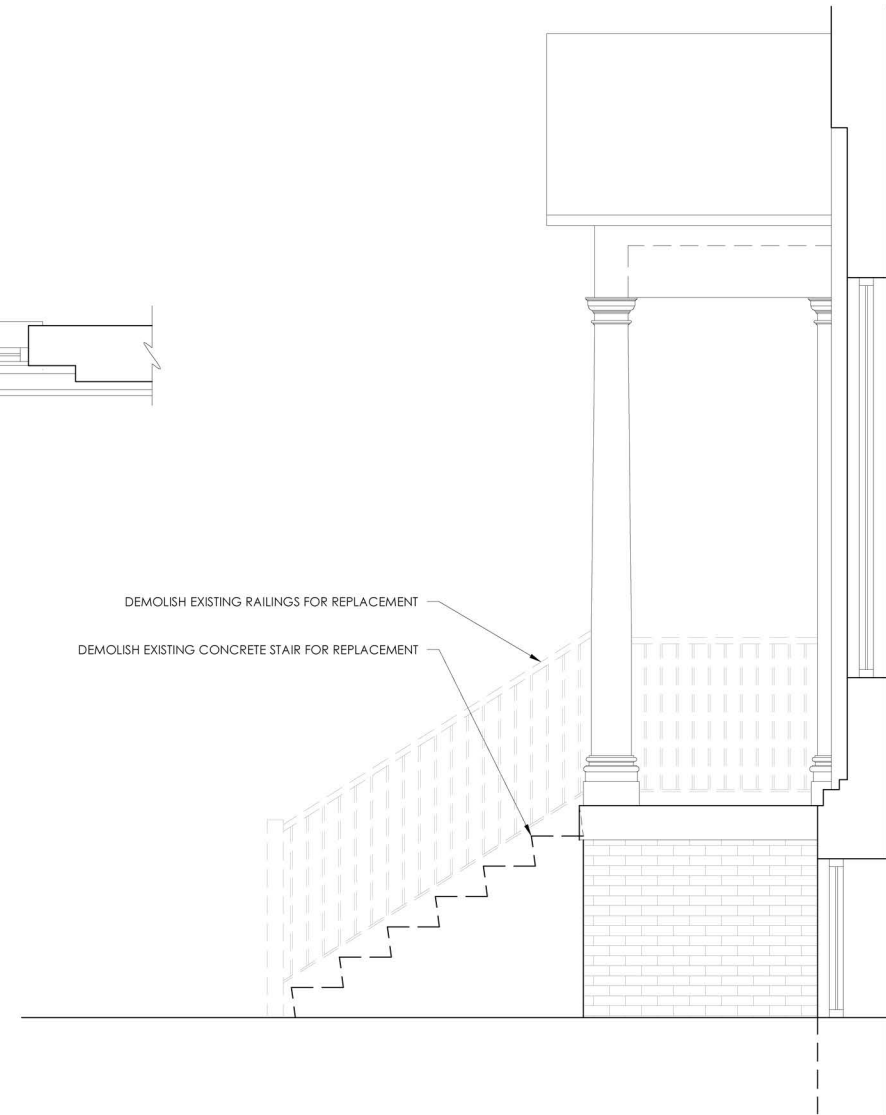 DEMOLISH EXISTING RAILINGS FOR REPLACEMENT
DEMOLISH EXISTING CONCRETE STAIR FOR REPLACEMENT